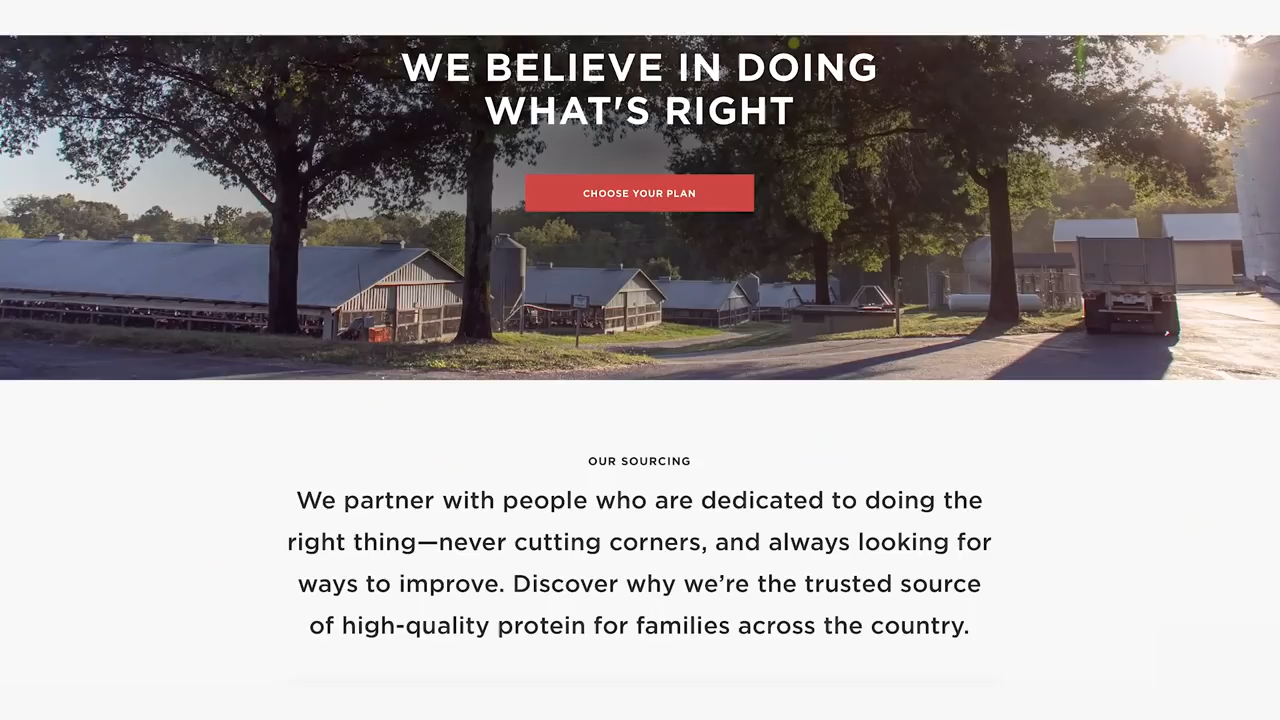 WE BELIEVE IN DOING
WHAT'S RIGHT
CHOOSE YOUR PLAN
OUR SOURCING
We partner with people who are dedicated to doing the
right thing—never cutting corners, and always looking for
ways to improve. Discover why we’re the trusted source
of high-quality protein for families across the country.